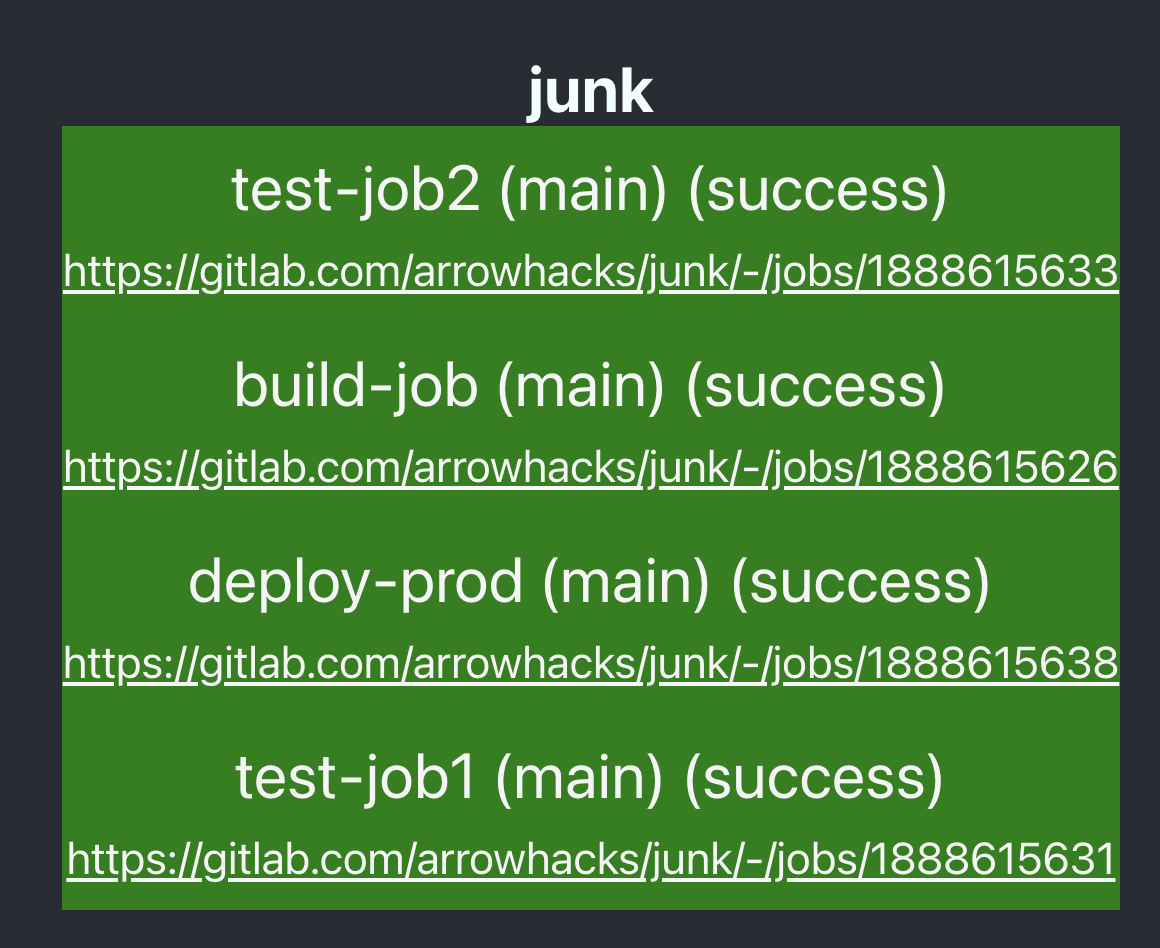 junk
test-job2 (main) (success)
https://gitlab.com/arrowhacks/junk/-/jobs/1888615633
build-job (main) (success)
https://gitlab.com/arrowhacks/junk/-/jobs/1888615626
deploy-prod (main) (success)
https://gitlab.com/arrowhacks/junk/-/jobs/1888615638
test-job1 (main) (success)
https://gitlab.com/arrowhacks/junk/-/jobs/1888615631